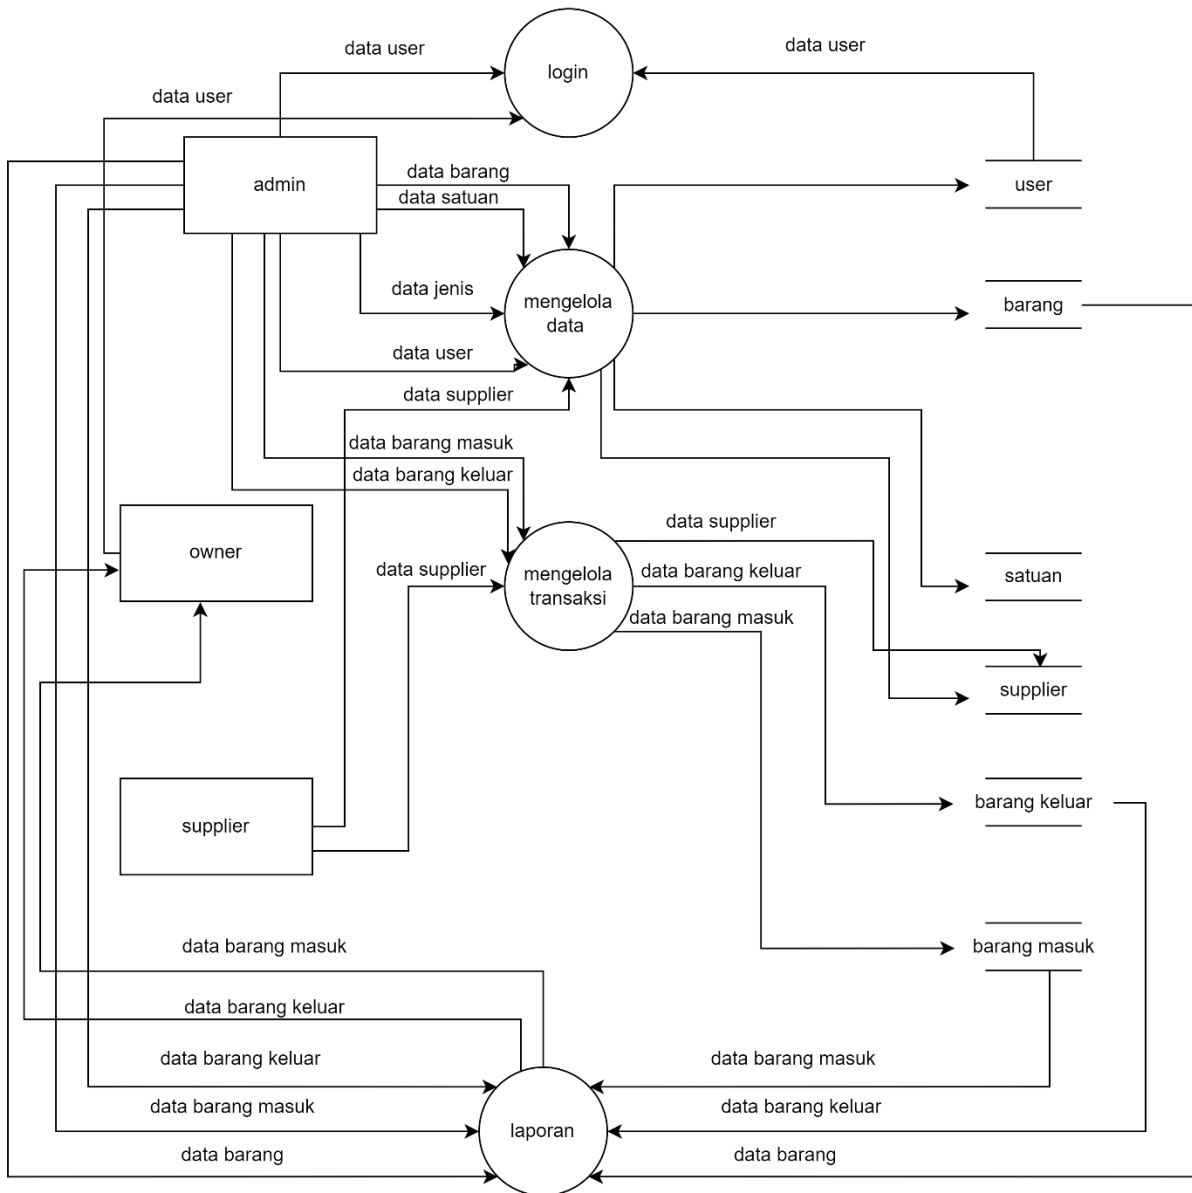 data user
data user
login
data user
admin
data barang
data satuan
user
data jenis
mengelola
data
barang
data user
data supplier
data barang masuk
data barang keluar
owner
data supplier
data supplier
mengelola
transaksi
data barang keluar
data barang masuk
satuan
supplier
supplier
barang keluar
barang masuk
data barang masuk
data barang keluar
data barang keluar
data barang masuk
data barang masuk
data barang keluar
laporan
data barang
data barang